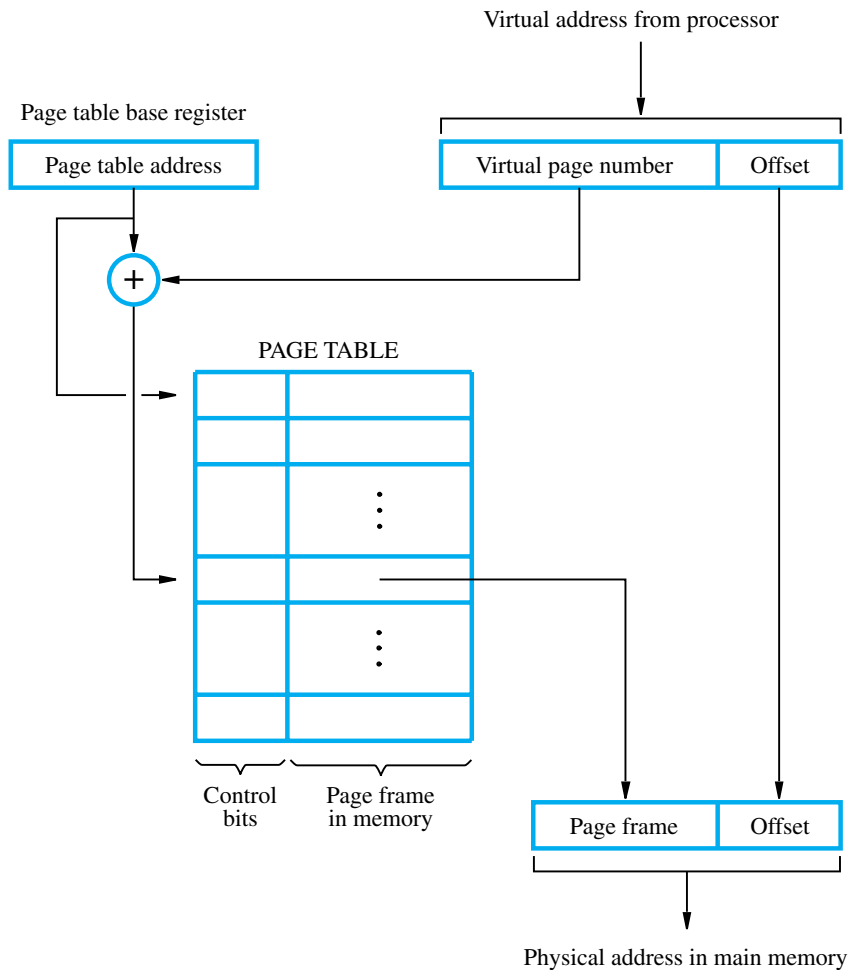 Virtual address from processor
Page table base register
Page table address
Virtual page number
Offset
+
PAGE TABLE
Control
bits
Page frame
in memory
Page frame
Offset
Physical address in main memory